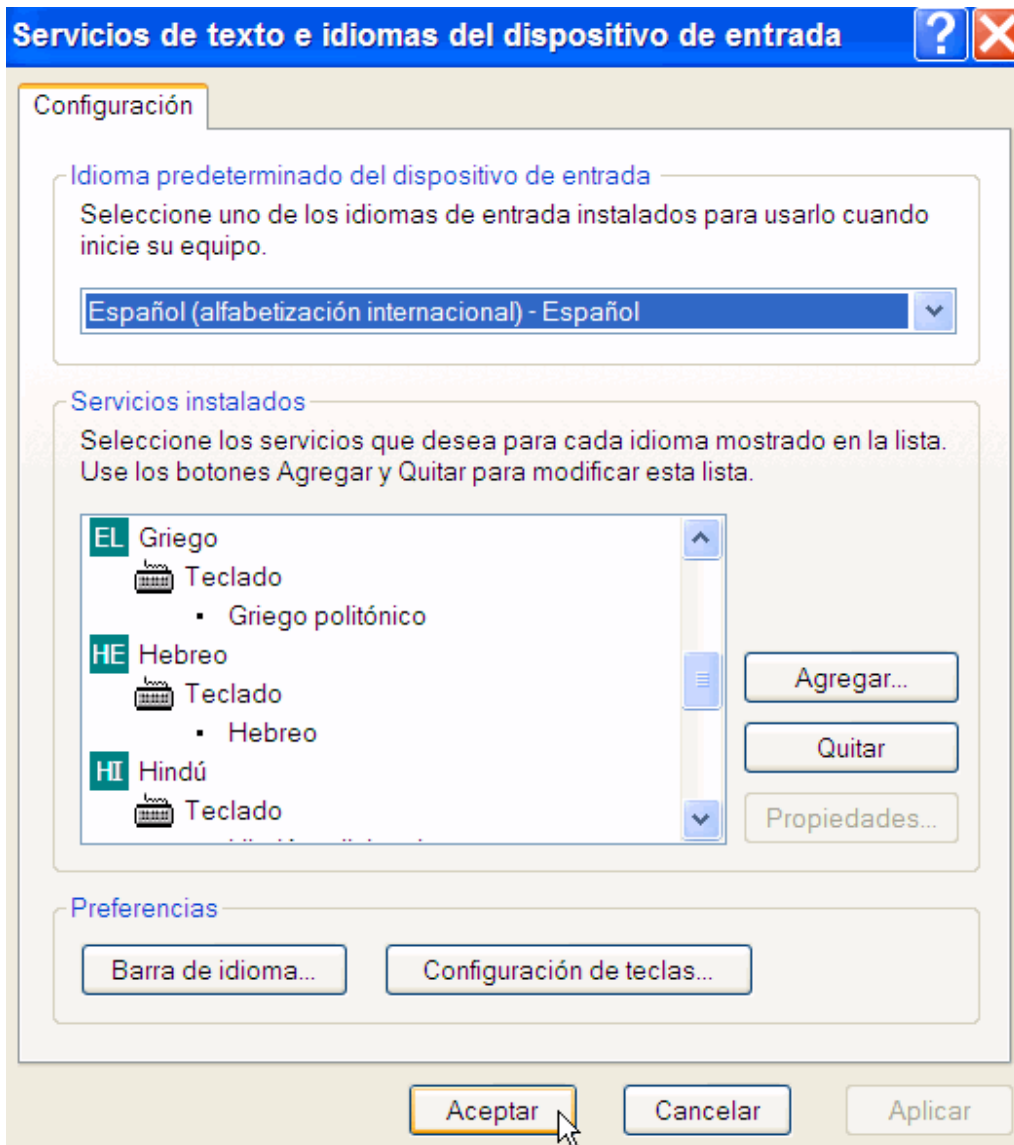 Servicios de texto e idiomas del dispositivo de entrada
Configuración
Idioma predeterminado del dispositivo de entrada
Seleccione uno de los idiomas de entrada instalados para usarlo cuando
inicie su equipo.
Español (alfabetización internacional) - Español
Servicios instalados
Seleccione los servicios que desea para cada idioma mostrado en la lista.
Use los botones Agregar y Quitar para modificar esta lista.
EL Griego
Teclado
Griego politónico
HE Hebreo
Teclado
Hebreo
HI Hindú
Teclado
Agregar...
Quitar
Propiedades...
Preferencias
Barra de idioma...
Configuración de teclas...
Aceptar
Cancelar
Aplicar